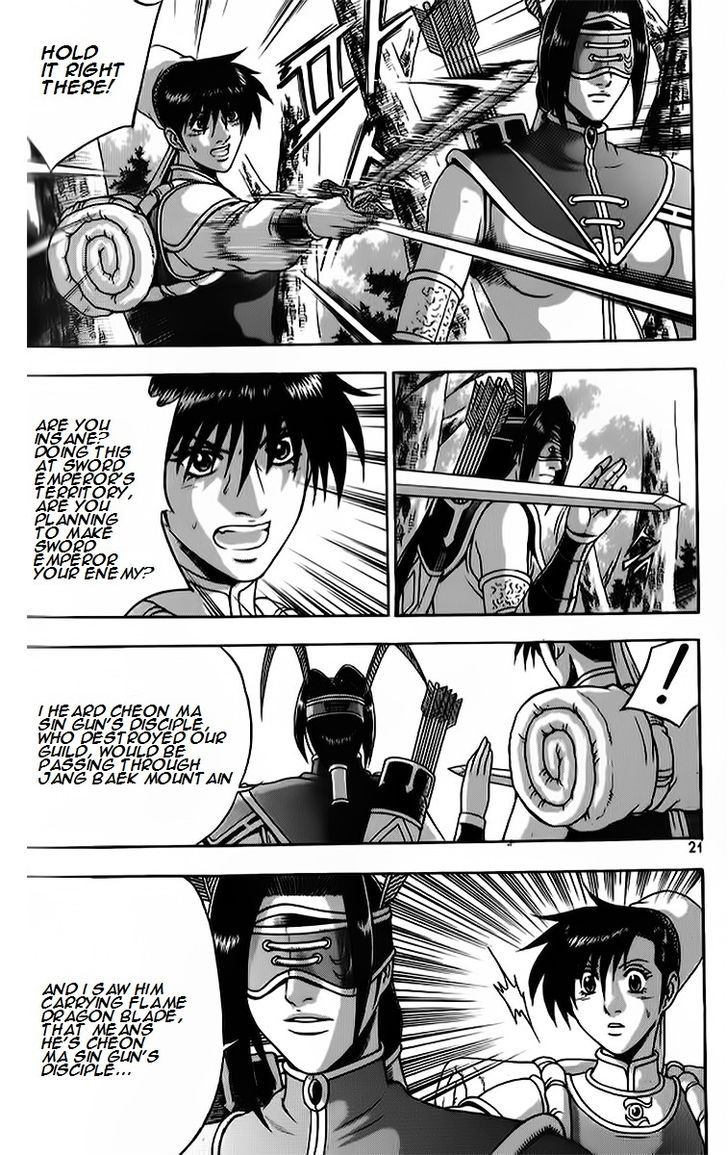 HOLD
IT RIGHT
THERE!
ARE YOU
INSANE?
DOING THIS
AT SWORD
EMPEROR'S
TERRITORY,
ARE YOU
PLANNING
TO MAKE
SWORD
EMPEROR
YOUR ENEMY?
!
I HEARD CHEON MA
SIN GUN'S DISCIPLE,
WHO DESTROYED OUR
GUILD, WOULD BE
PASSING THROUGH
JANG BAEK MOUNTAIN
21
AND I SAW HIM
CARRYING FLAME
DRAGON BLADE,
THAT MEANS
HE'S CHEON
MA SIN GUN'S
DISCIPLE...